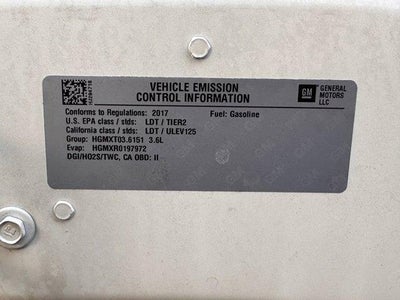 VEHICLE EMISSION
CONTROL INFORMATION
GM
GENERAL
MOTORS
LLC
Conforms to Regulations: 2017 Fuel: Gasoline
U.S. EPA class / stds: LDT / TIER2
California class / stds: LDT / ULEV125
Group: HGMXT03.6151 3.6L
Evap: HGMXR0197972
DGI/HO2S/TWC, CA OBD: II